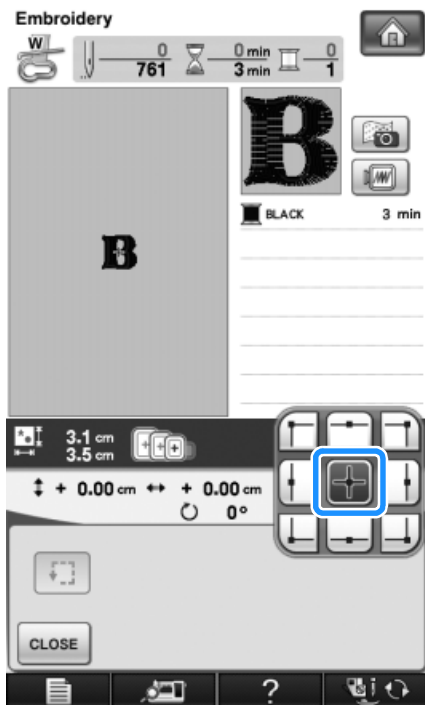 Embroidery
W
0
761
0 min
3 min
0
1
B
BLACK 3 min
B
3.1 cm
3.5 cm
+ 0.00 cm + 0.00 cm
0°
CLOSE
?